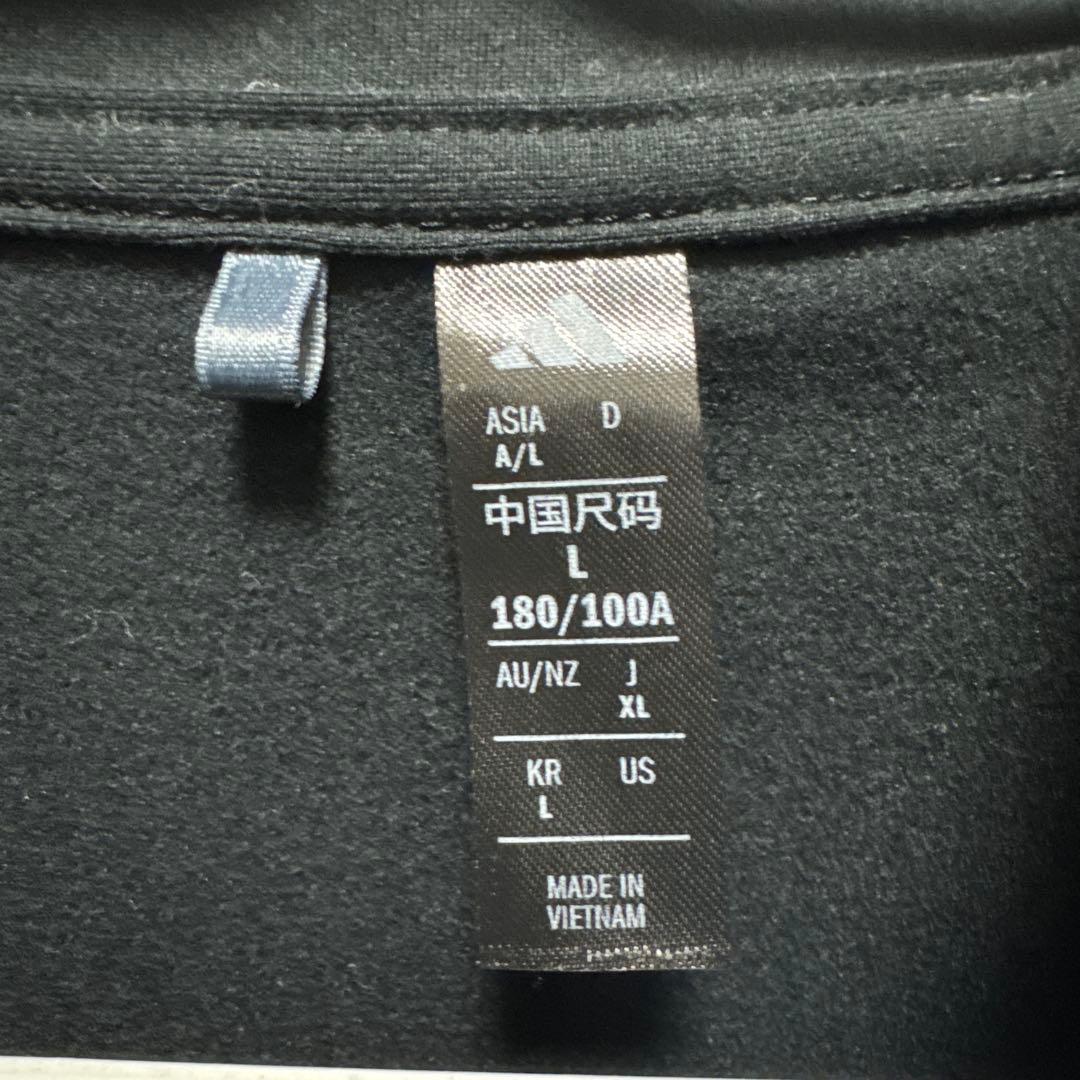 ASIA D
A/L
中国尺码
L
180/100A
AU/NZ J
XL
KR US
L
MADE IN
VIETNAM